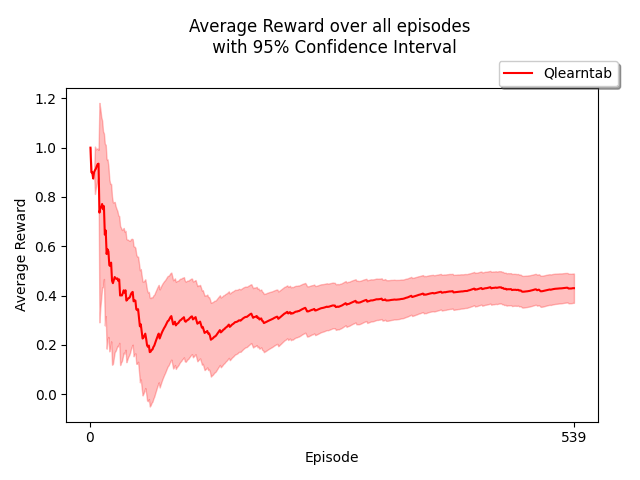 Average Reward over all episodes
with 95% Confidence Interval
Qlearntab
1.2
1.0
0.8
0.6
0.4
0.2
0.0
Average Reward
0
539
Episode